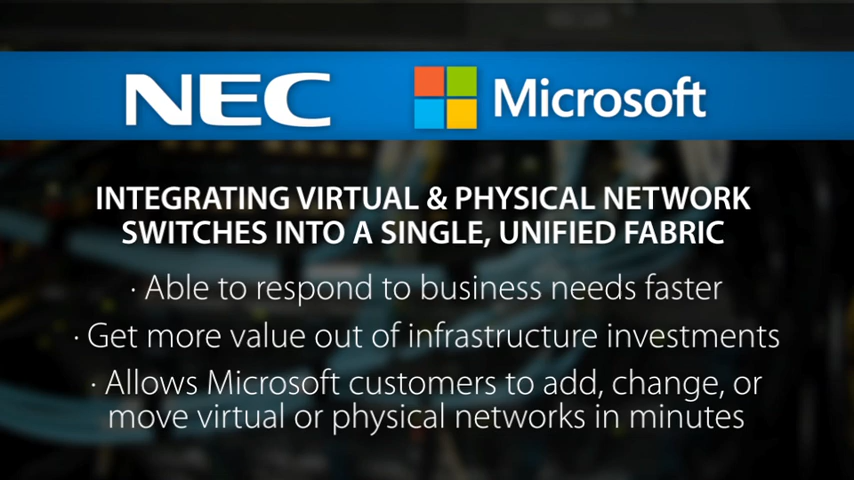 NEC Microsoft
INTEGRATING VIRTUAL & PHYSICAL NETWORK
SWITCHES INTO A SINGLE, UNIFIED FABRIC
· Able to respond to business needs faster
· Get more value out of infrastructure investments
· Allows Microsoft customers to add, change, or
move virtual or physical networks in minutes